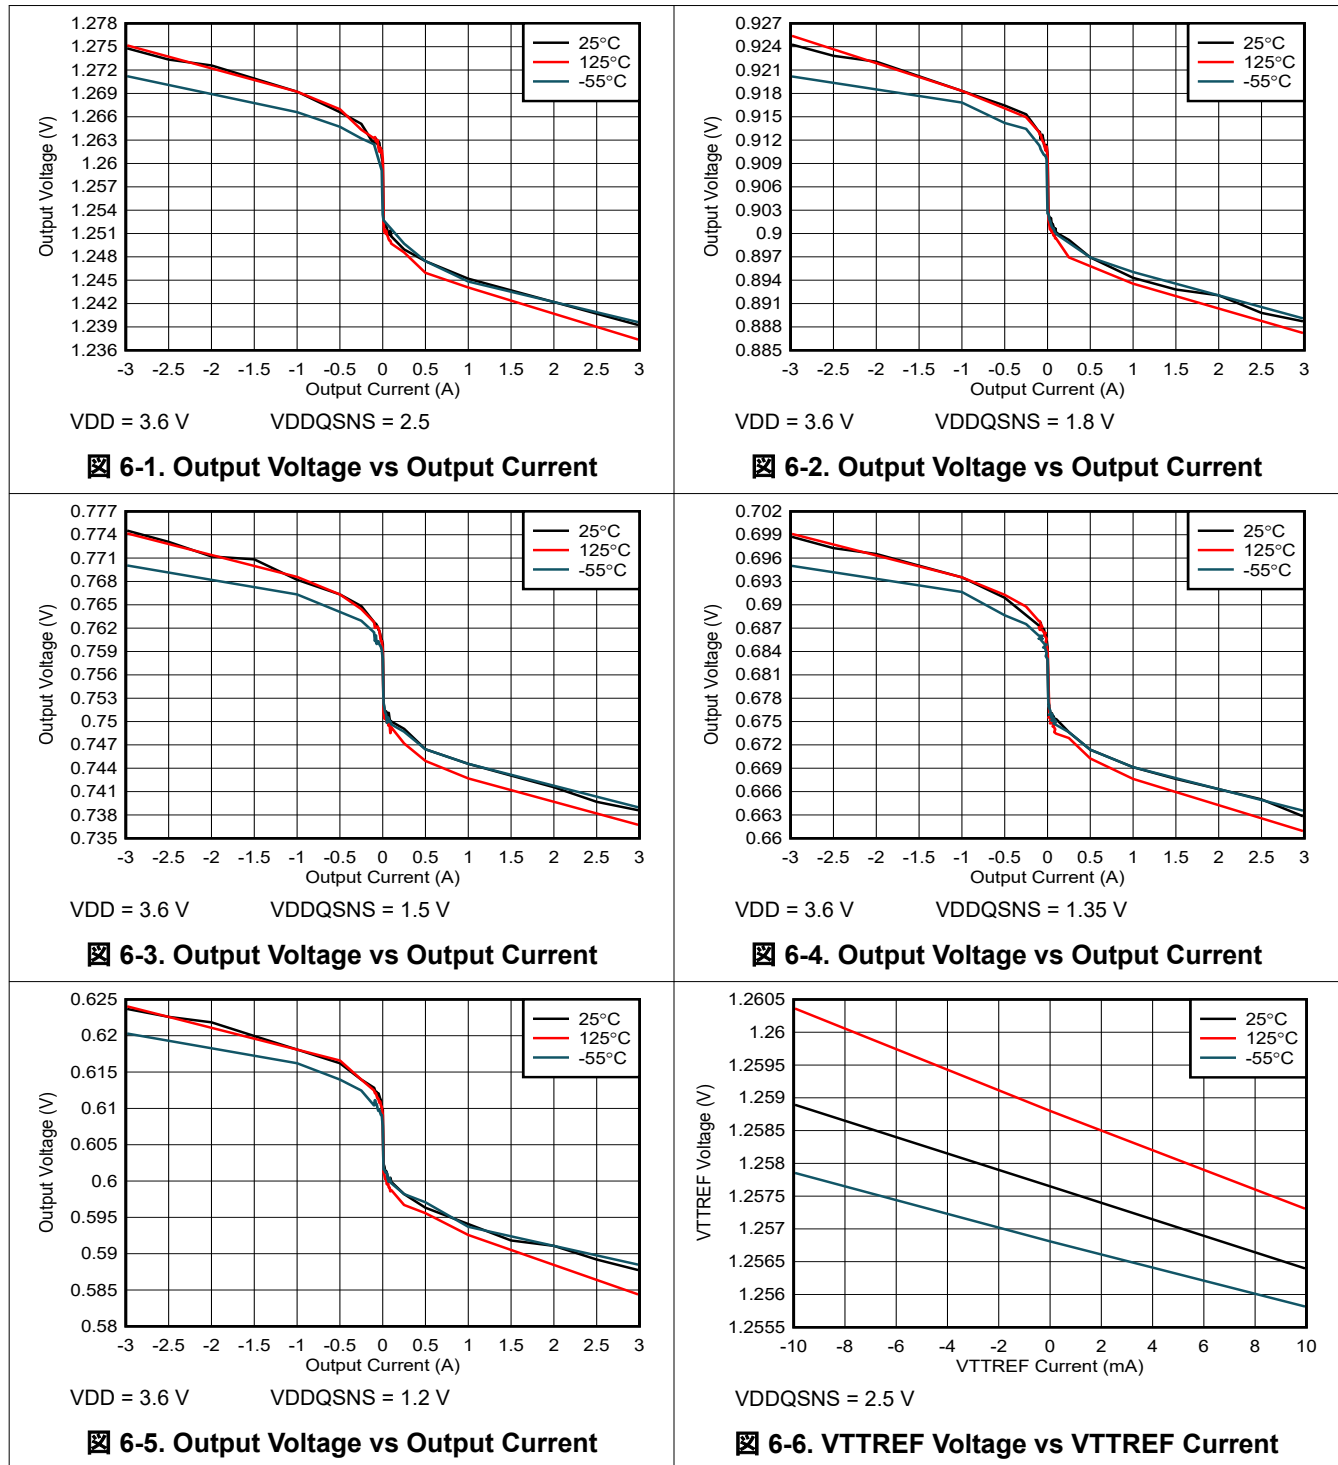 1.278
1.275
1.272
1.269
1.266
1.263
1.26
1.257
1.254
1.251
1.248
1.245
1.242
1.239
1.236
Output Voltage (V)
25°C
125°C
-55°C
-3 -2.5 -2 -1.5 -1 -0.5 0 0.5 1 1.5 2 2.5 3
Output Current (A)
VDD = 3.6 V VDDQSNS = 2.5
図 6-1. Output Voltage vs Output Current
0.927
0.924
0.921
0.918
0.915
0.912
0.909
0.906
0.903
0.9
0.897
0.894
0.891
0.888
0.885
Output Voltage (V)
25°C
125°C
-55°C
-3 -2.5 -2 -1.5 -1 -0.5 0 0.5 1 1.5 2 2.5 3
Output Current (A)
VDD = 3.6 V VDDQSNS = 1.8 V
図 6-2. Output Voltage vs Output Current
0.777
0.774
0.771
0.768
0.765
0.762
0.759
0.756
0.753
0.75
0.747
0.744
0.741
0.738
0.735
Output Voltage (V)
25°C
125°C
-55°C
-3 -2.5 -2 -1.5 -1 -0.5 0 0.5 1 1.5 2 2.5 3
Output Current (A)
VDD = 3.6 V VDDQSNS = 1.5 V
図 6-3. Output Voltage vs Output Current
0.702
0.699
0.696
0.693
0.69
0.687
0.684
0.681
0.678
0.675
0.672
0.669
0.666
0.663
0.66
Output Voltage (V)
25°C
125°C
-55°C
-3 -2.5 -2 -1.5 -1 -0.5 0 0.5 1 1.5 2 2.5 3
Output Current (A)
VDD = 3.6 V VDDQSNS = 1.35 V
図 6-4. Output Voltage vs Output Current
0.625
0.62
0.615
0.61
0.605
0.6
0.595
0.59
0.585
0.58
Output Voltage (V)
25°C
125°C
-55°C
-3 -2.5 -2 -1.5 -1 -0.5 0 0.5 1 1.5 2 2.5 3
Output Current (A)
VDD = 3.6 V VDDQSNS = 1.2 V
図 6-5. Output Voltage vs Output Current
1.2605
1.26
1.2595
1.259
1.2585
1.258
1.2575
1.257
1.2565
1.256
1.2555
VTTREF Voltage (V)
25°C
125°C
-55°C
-10 -8 -6 -4 -2 0 2 4 6 8 10
VTTREF Current (mA)
VDDQSNS = 2.5 V
図 6-6. VTTREF Voltage vs VTTREF Current